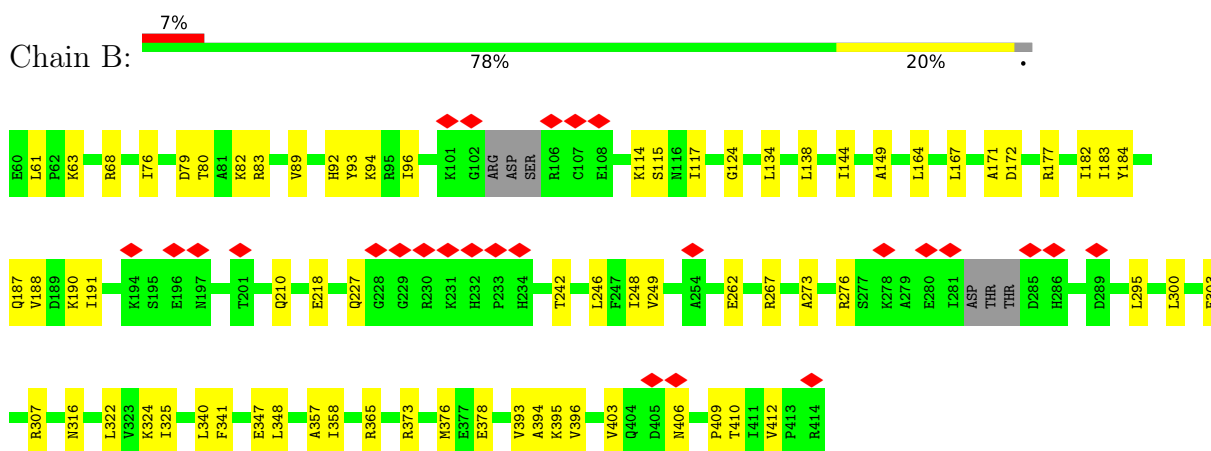 7%
Chain B:
78% 20% •
E60 L61 P62 K63 R68 I76 D79 T80 A81 K82 R83 V89 H92 Y93 K94 R95 I96 K101 G102 ARG ASP SER R106 C107 E108 K114 S115 N116 I117 G124 L134 L138 I144 A149 L164 L167 A171 D172 R177 I182 I183 Y184
Q187 V188 D189 K190 I191 K194 S195 E196 N197 T201 Q210 E218 Q227 G228 G229 R230 K231 H232 P233 H234 T242 L246 F247 I248 V249 A254 E262 R267 A273 R276 S277 K278 A279 E280 I281 ASP THR THR D285 H286 D289 L295 L300
R307 N316 L322 V323 K324 I325 L340 F341 E347 L348 A357 I358 R365 R373 M376 E377 E378 V393 A394 K395 V396 V403 Q404 D405 N406 P409 T410 I411 V412 P413 R414